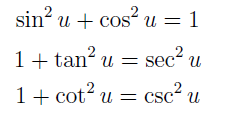 sin² u + cos² u = 1
1 + tan² u = sec² u
1 + cot² u = csc² u